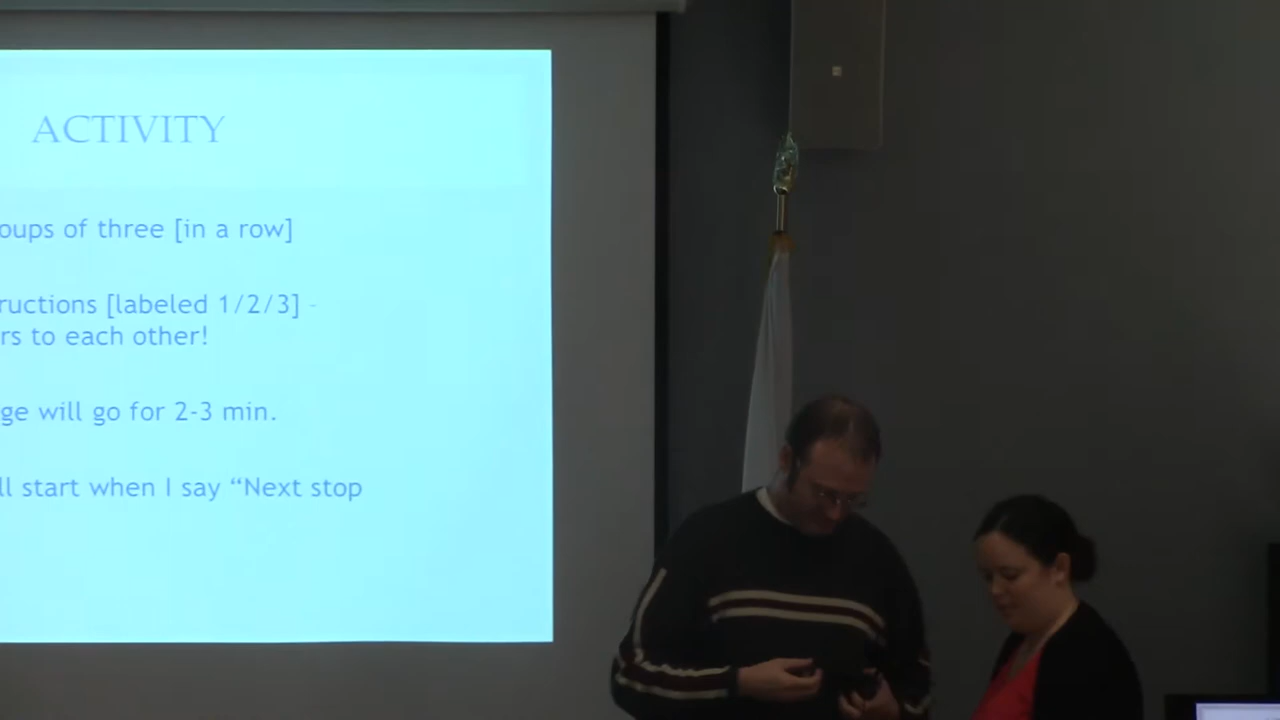 ACTIVITY
oups of three [in a row]
ructions [labeled 1/2/3] –
rs to each other!
ge will go for 2-3 min.
ll start when I say “Next stop